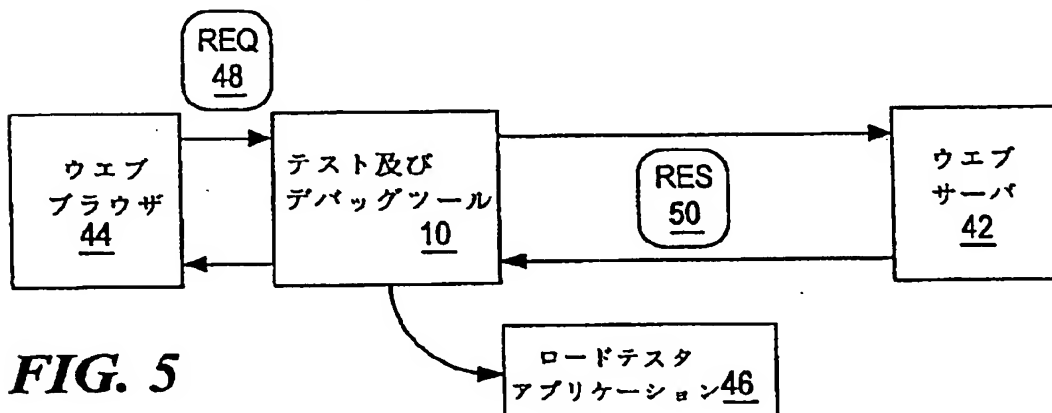 REQ
48
ウエブ
ブラウザ
44
テスト及び
デバッグツール
10
RES
50
ウエブ
サーバ
42
ロードテスタ
アプリケーション46
FIG. 5